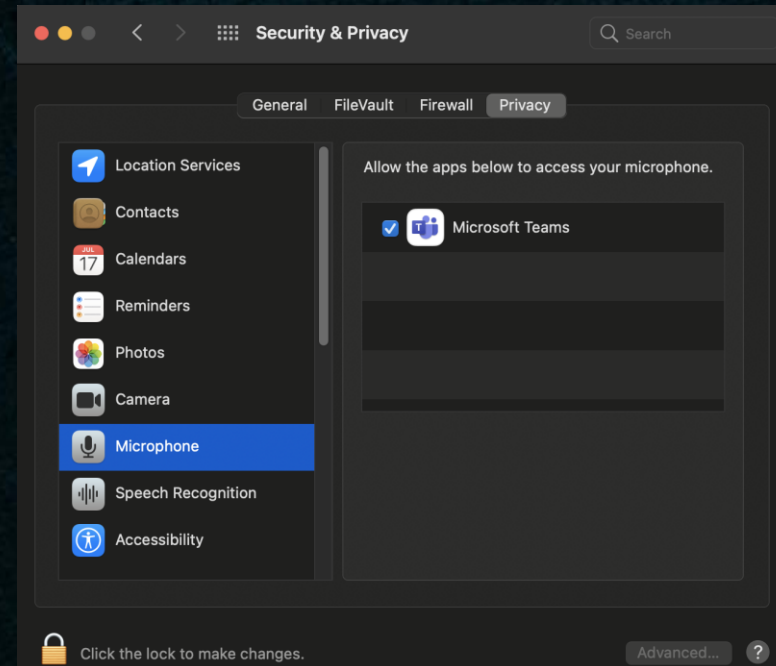 Security & Privacy
Search
General FileVault Firewall Privacy
Location Services
Contacts
JUL
17
Calendars
Reminders
Photos
Camera
Microphone
Speech Recognition
Accessibility
Allow the apps below to access your microphone.
T
Microsoft Teams
Click the lock to make changes.
Advanced...
?